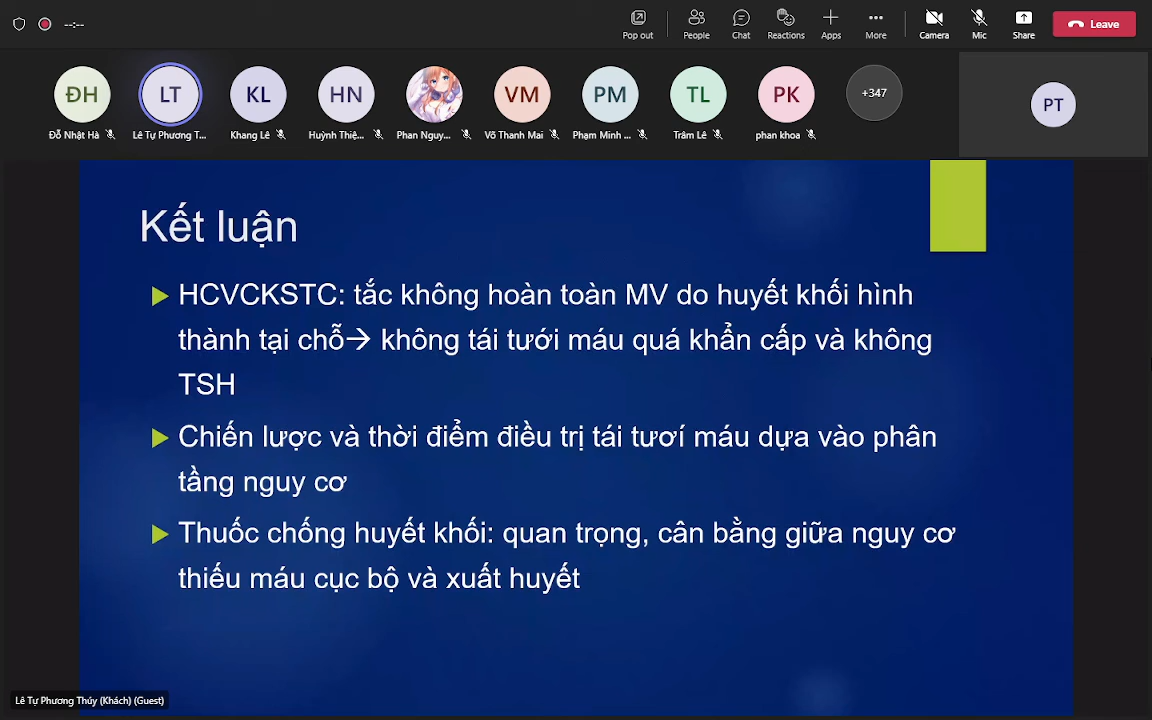 --:--
Pop out
People
Chat
Reactions
Apps
More
Camera
Mic
Share
Leave
ĐH
LT
KL
HN
VM
PM
TL
PK
+347
PT
Đỗ Nhật Hà
Lê Tự Phương T...
Khang Lê
Huỳnh Thiệ...
Phan Nguy...
Võ Thanh Mai
Phạm Minh ...
Trâm Lê
phan khoa
Kết luận
HCVCKSTC: tắc không hoàn toàn MV do huyết khối hình
thành tại chỗ→ không tái tưới máu quá khẩn cấp và không
TSH
Chiến lược và thời điểm điều trị tái tươí máu dựa vào phân
tầng nguy cơ
Thuốc chống huyết khối: quan trọng, cân bằng giữa nguy cơ
thiếu máu cục bộ và xuất huyết
Lê Tự Phương Thúy (Khách) (Guest)